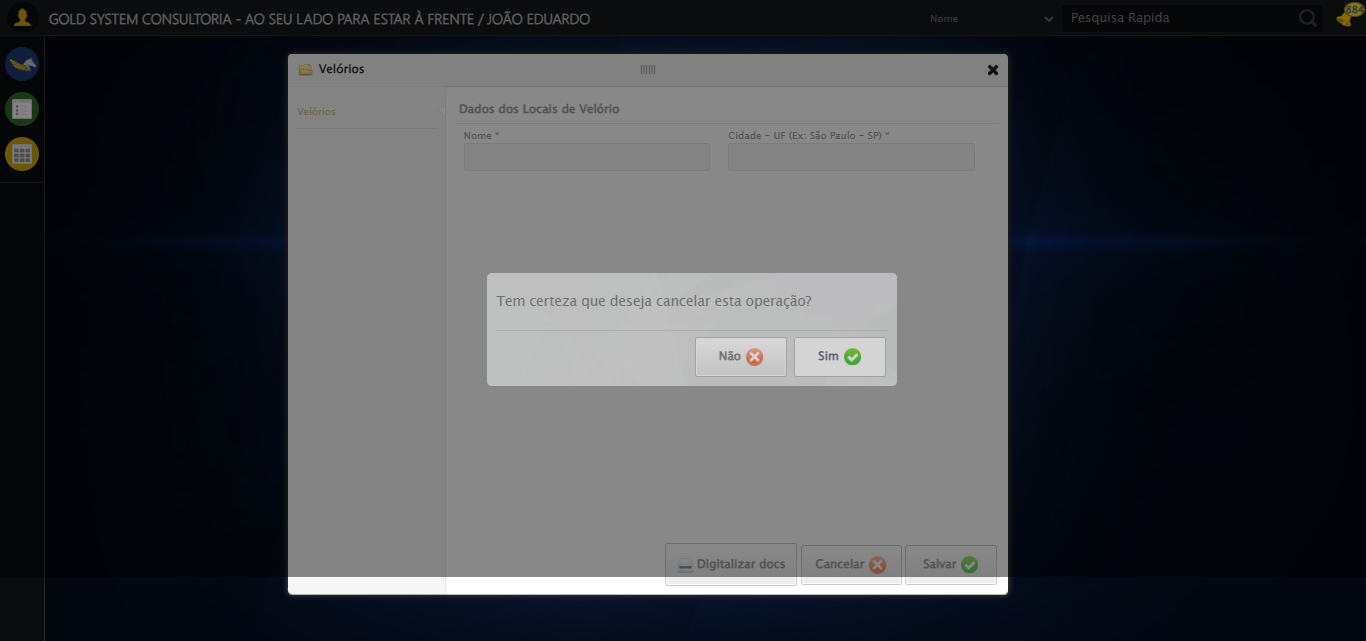 GOLD SYSTEM CONSULTORIA - AO SEU LADO PARA ESTAR À FRENTE / JOÃO EDUARDO
Nome
Pesquisa Rapida
884
Velórios
Velórios
Dados dos Locais de Velório
Nome *
Cidade - UF (Ex: São Paulo - SP) *
Tem certeza que deseja cancelar esta operação?
Não
Sim
Digitalizar docs
Cancelar
Salvar